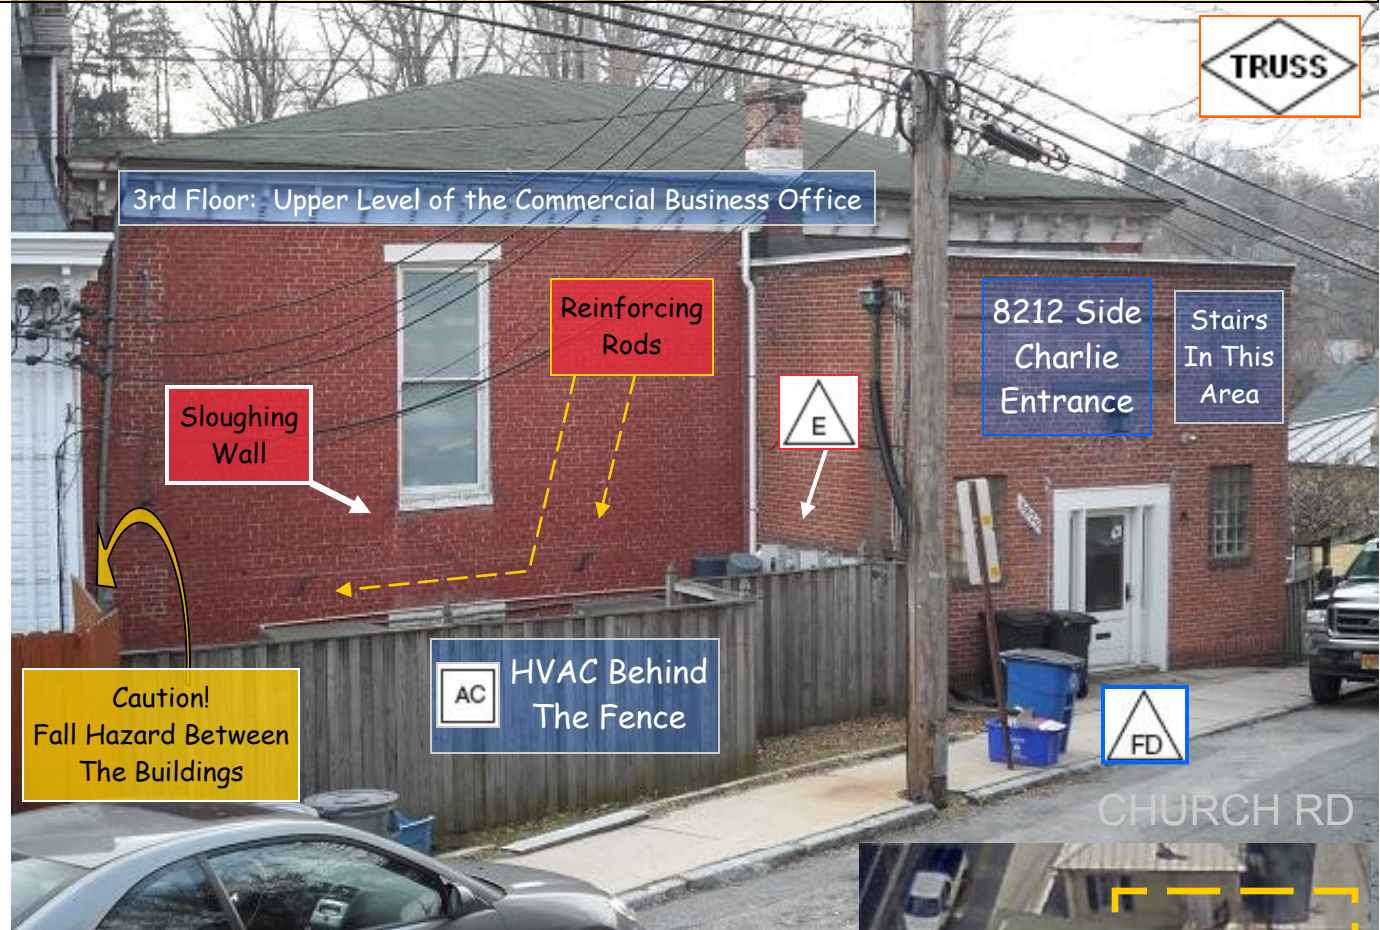 TRUSS
3rd Floor: Upper Level of the Commercial Business Office
Reinforcing
Rods
8212 Side
Charlie
Entrance
Stairs
In This
Area
E
Sloughing
Wall
AC
HVAC Behind
The Fence
Caution!
Fall Hazard Between
The Buildings
FD
CHURCH RD